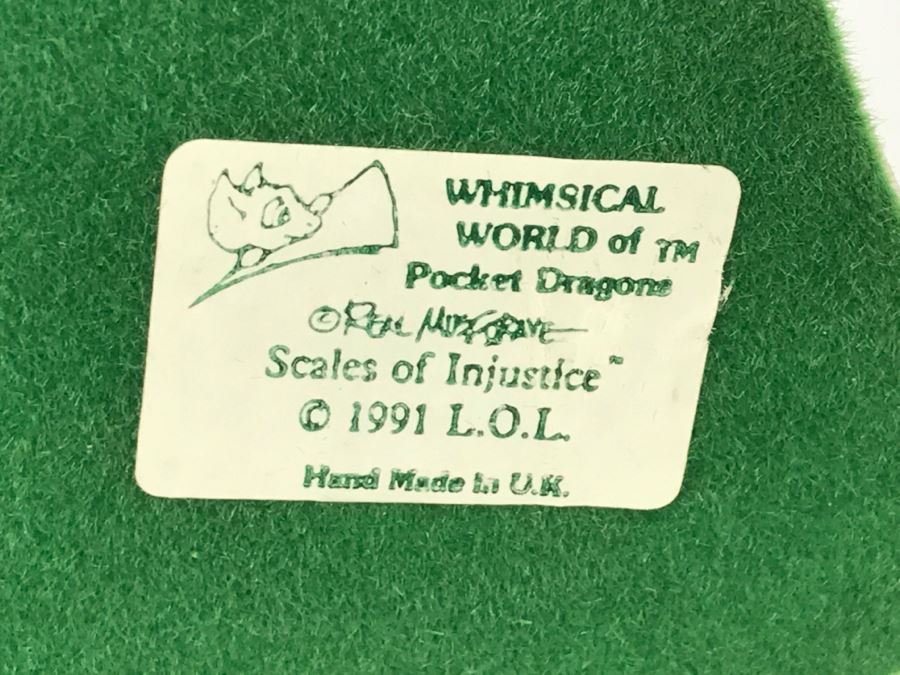 WHIMSICAL
WORLD of TM
Pocket Dragons
© REAL MUSGRAVE
Scales of Injustice™
© 1991 L.O.L.
Hand Made in U.K.